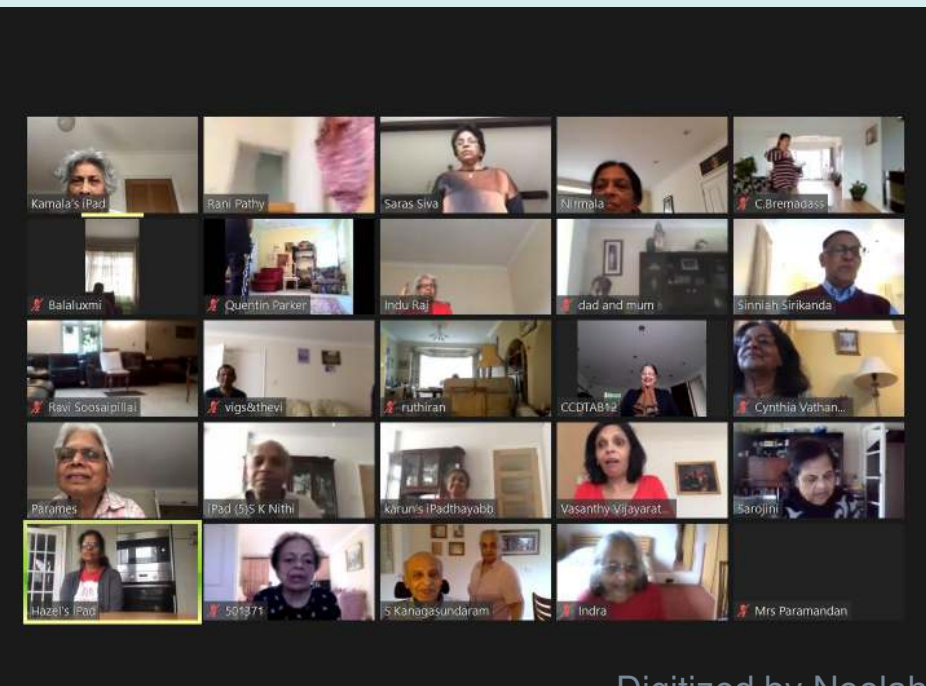 Kamala's iPad
Rani Pathy
Saras Siva
Nirmala
C.Bremadass
Balaluxmi
Quentin Parker
Indu Raj
dad and mum
Sinniah Sirikanda
Ravi Soosaipillai
vigs&thevi
ruthiran
CCDTAB12
Cynthia Vathan...
Parames
iPad (5)S K Nithi
karun's iPadthayabb
Vasanthy Vijayarat...
Sarojini
Hazel's iPad
501371
S Kanagasundaram
Indra
Mrs Paramandan
Digitized by